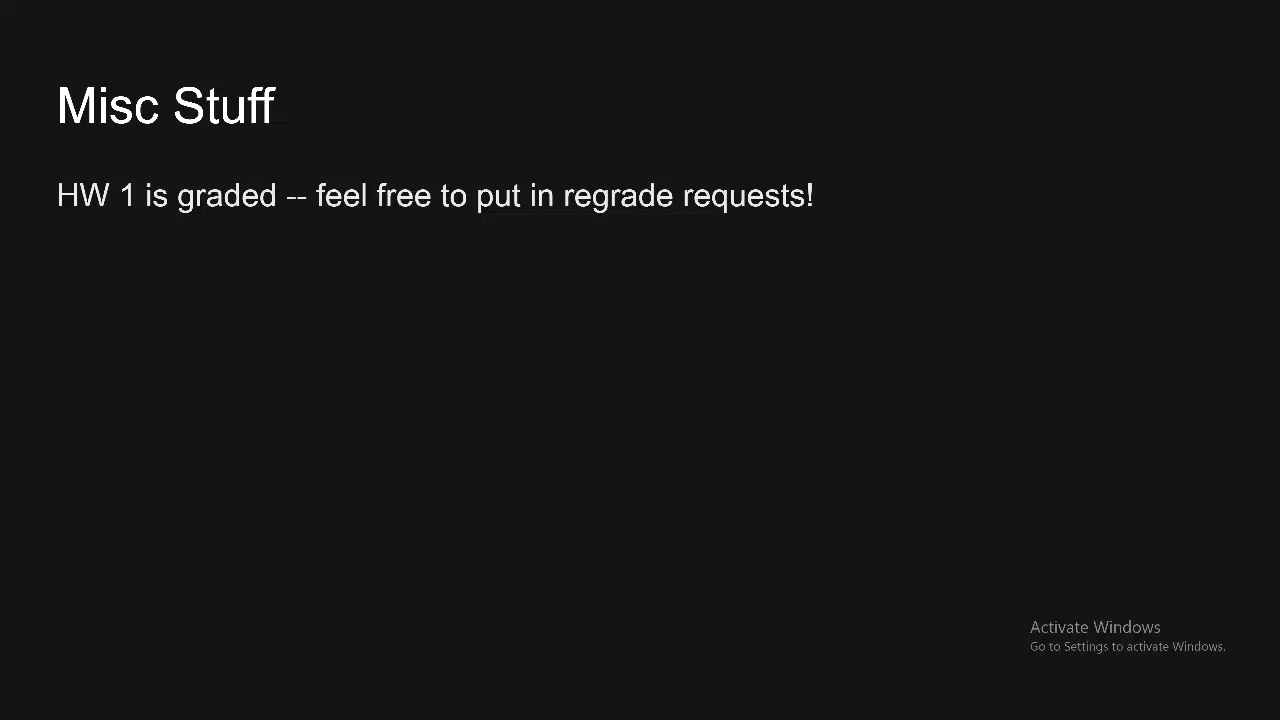 Misc Stuff
HW 1 is graded -- feel free to put in regrade requests!
Activate Windows
Go to Settings to activate Windows.